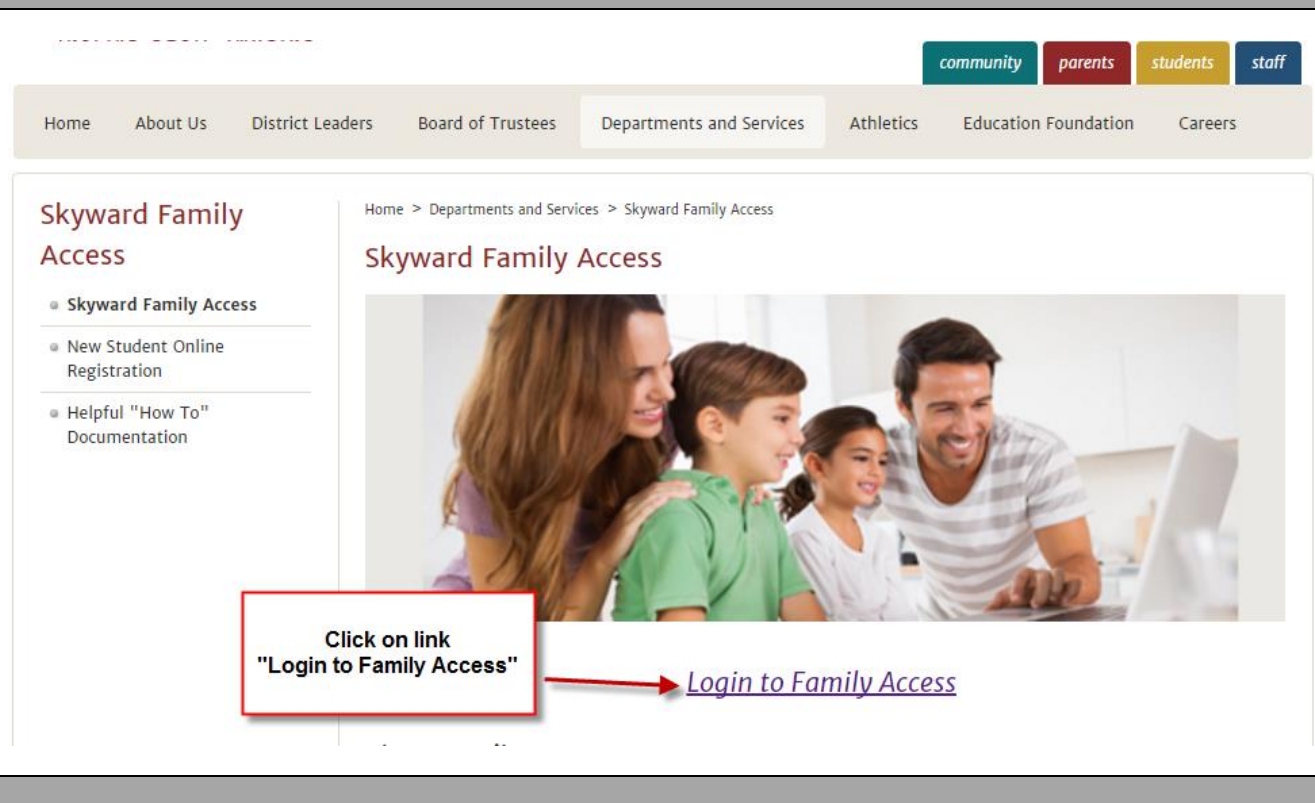 community parents students staff
Home About Us District Leaders Board of Trustees Departments and Services Athletics Education Foundation Careers
Skyward Family
Access
Skyward Family Access
New Student Online
Registration
Helpful "How To"
Documentation
Home > Departments and Services > Skyward Family Access
Skyward Family Access
Click on link
"Login to Family Access"
Login to Family Access